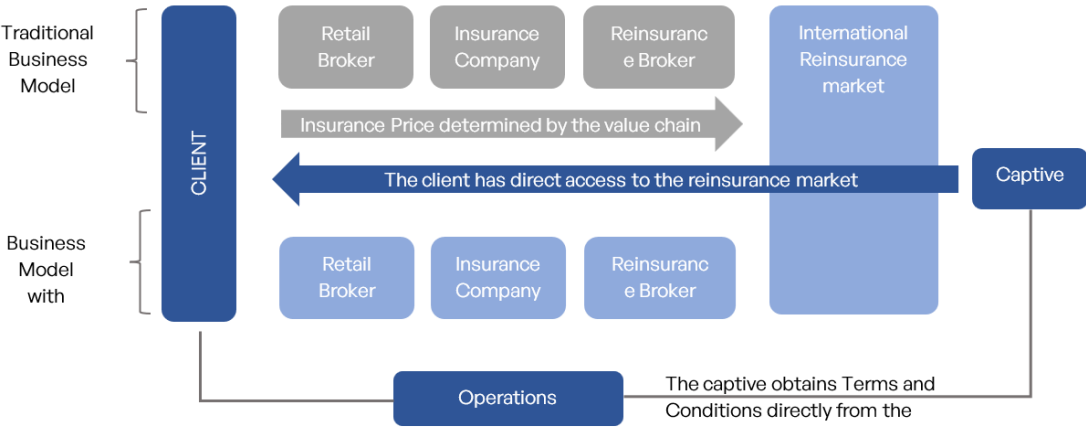 Traditional
Business
Model
CLIENT
Retail
Broker
Insurance
Company
Reinsuranc
e Broker
International
Reinsurance
market
Insurance Price determined by the value chain
The client has direct access to the reinsurance market
Captive
Business
Model
with
Retail
Broker
Insurance
Company
Reinsuranc
e Broker
Operations
The captive obtains Terms and
Conditions directly from the